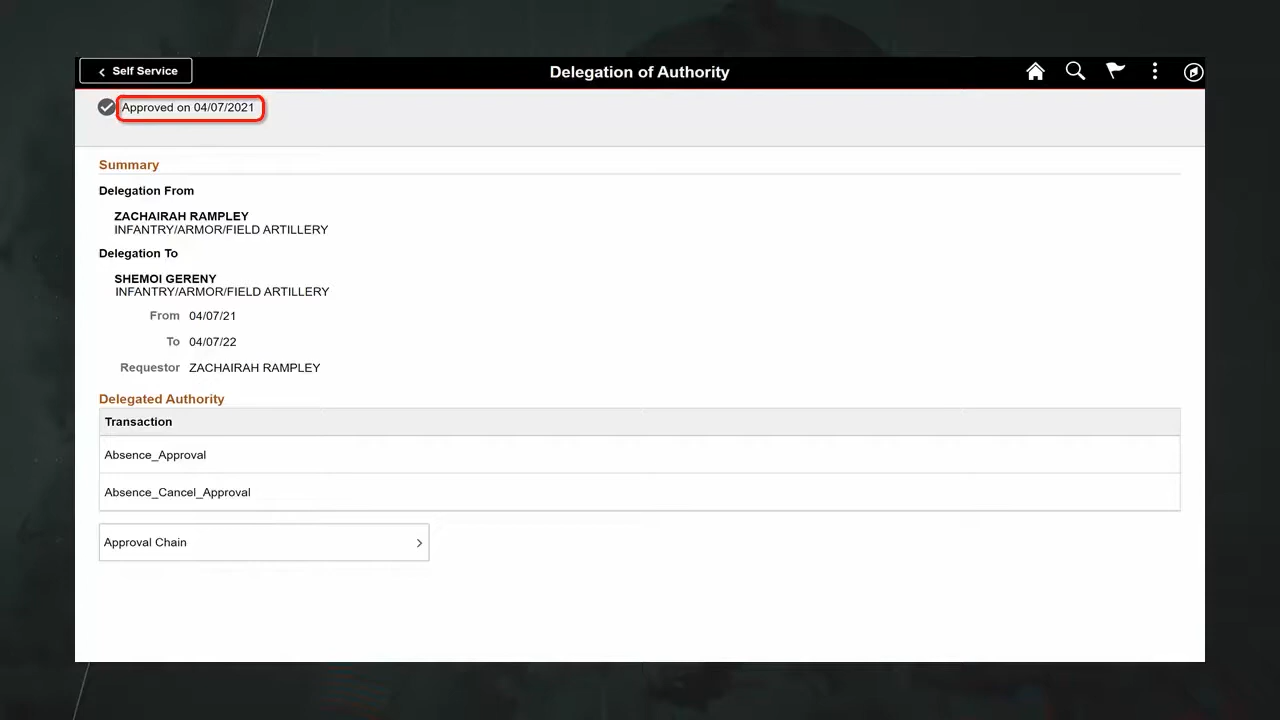 Self Service
Delegation of Authority
Approved on 04/07/2021
Summary
Delegation From
ZACHAIRAH RAMPLEY
INFANTRY/ARMOR/FIELD ARTILLERY
Delegation To
SHEMOI GERENY
INFANTRY/ARMOR/FIELD ARTILLERY
From 04/07/21
To 04/07/22
Requestor ZACHAIRAH RAMPLEY
Delegated Authority
Transaction
Absence_Approval
Absence_Cancel_Approval
Approval Chain